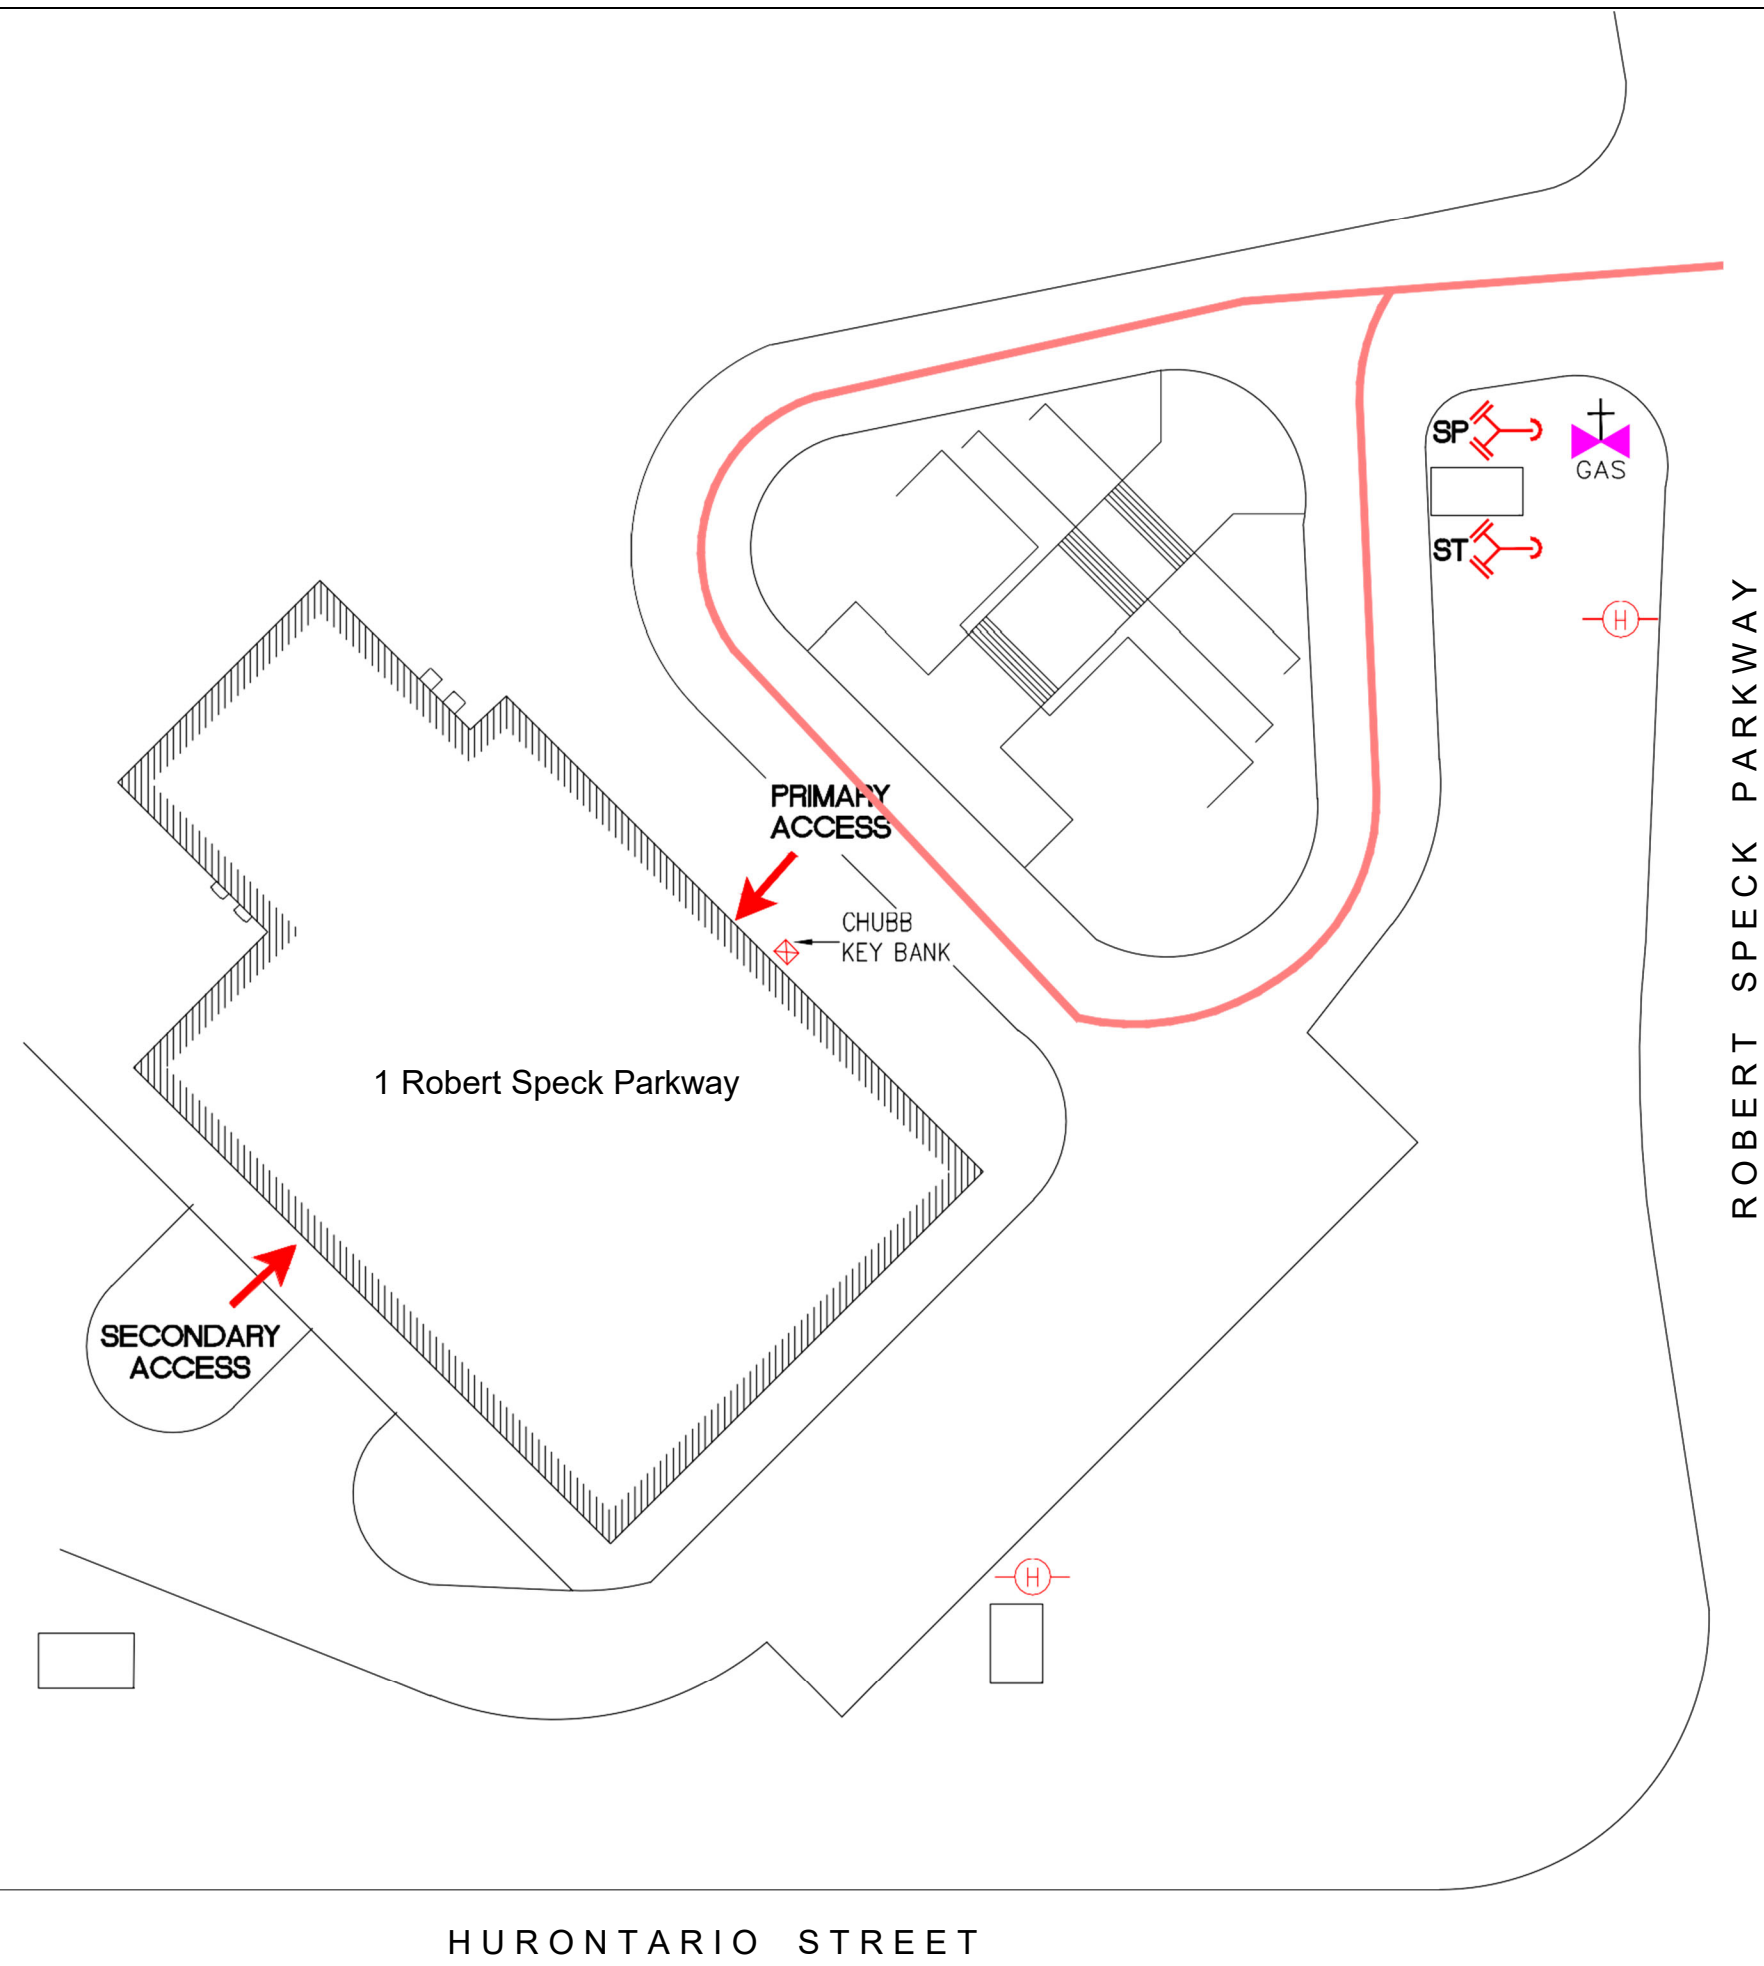 SP
GAS
ST
H
PRIMARY
ACCESS
CHUBB
KEY BANK
1 Robert Speck Parkway
ROBERT SPECK PARKWAY
SECONDARY
ACCESS
H
HURONTARIO STREET